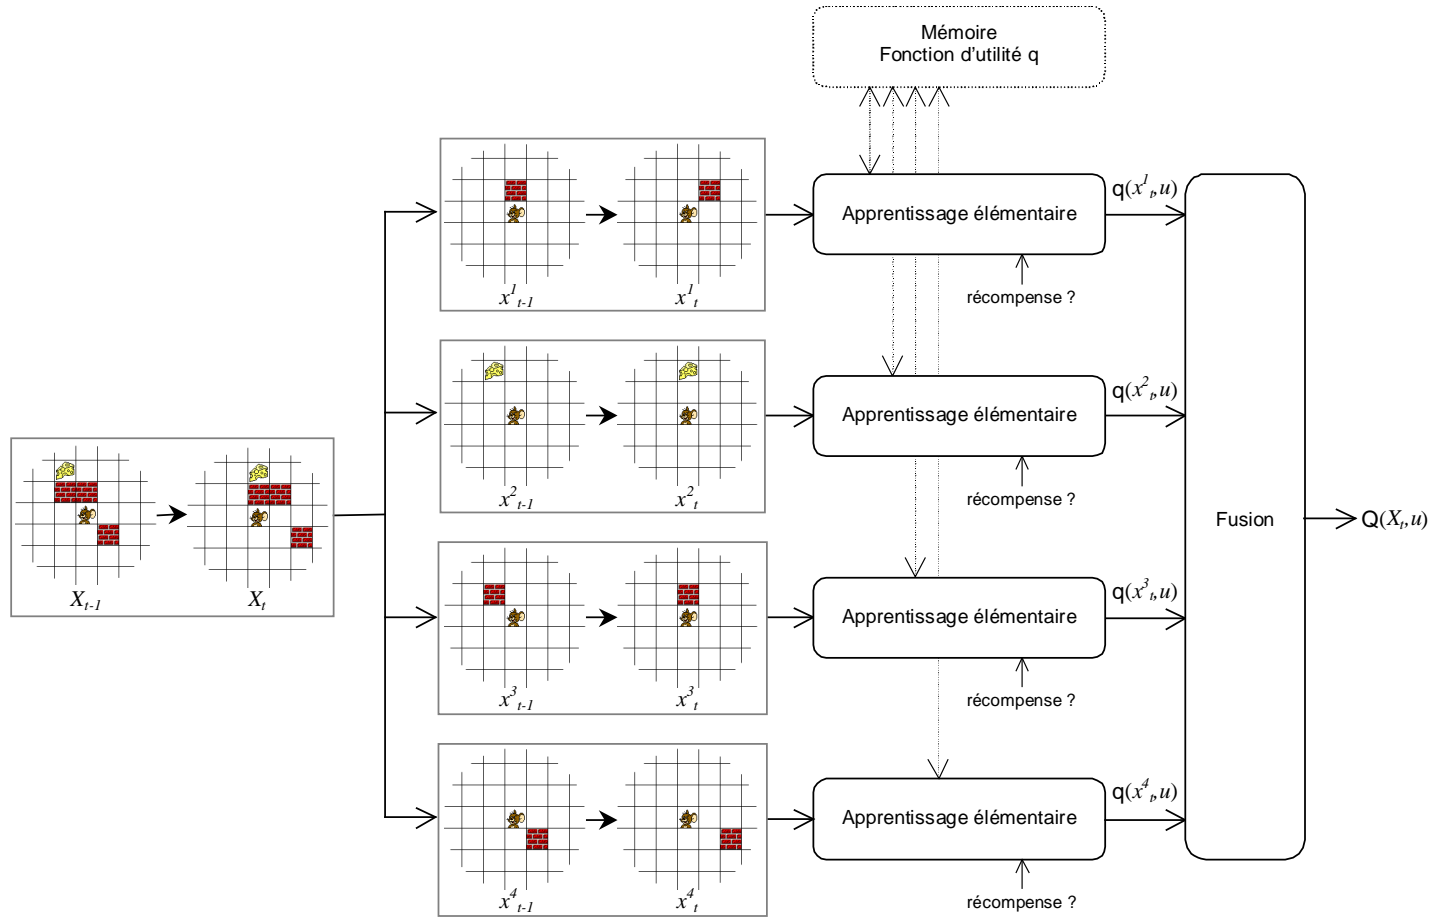 Mémoire
Fonction d'utilité q
Apprentissage élémentaire
q(x¹ₜ,u)
récompense ?
x¹ₜ₋₁
x¹ₜ
Apprentissage élémentaire
q(x²ₜ,u)
récompense ?
x²ₜ₋₁
x²ₜ
Xₜ₋₁
Xₜ
Fusion
Q(Xₜ,u)
Apprentissage élémentaire
q(x³ₜ,u)
récompense ?
x³ₜ₋₁
x³ₜ
Apprentissage élémentaire
q(x⁴ₜ,u)
récompense ?
x⁴ₜ₋₁
x⁴ₜ